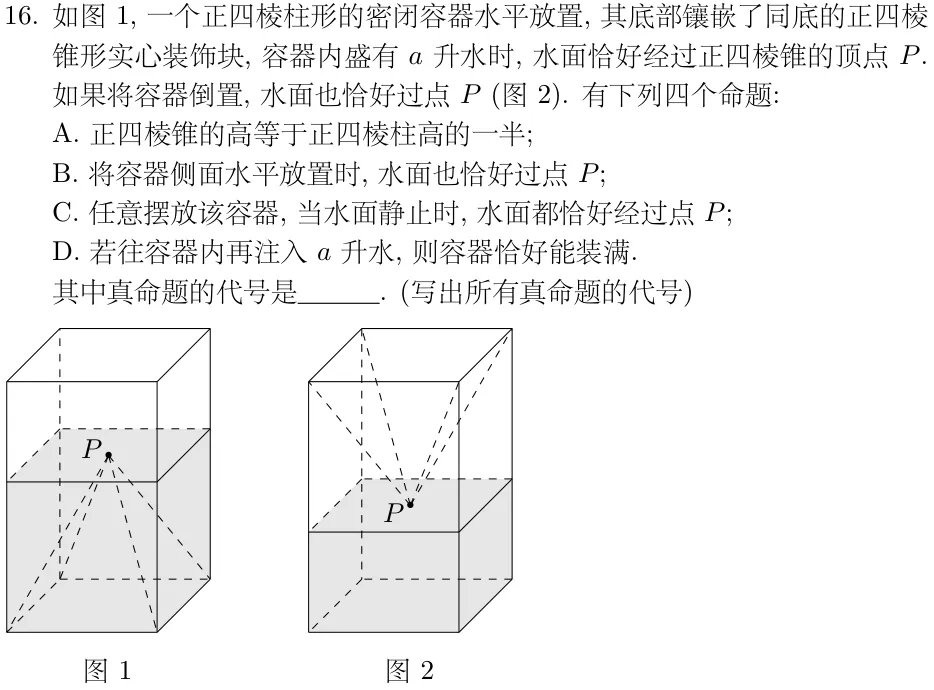 16. 如图 1, 一个正四棱柱形的密闭容器水平放置, 其底部镶嵌了同底的正四棱
锥形实心装饰块, 容器内盛有 a 升水时, 水面恰好经过正四棱锥的顶点 P.
如果将容器倒置, 水面也恰好过点 P (图 2). 有下列四个命题:
A. 正四棱锥的高等于正四棱柱高的一半;
B. 将容器侧面水平放置时, 水面也恰好过点 P;
C. 任意摆放该容器, 当水面静止时, 水面都恰好经过点 P;
D. 若往容器内再注入 a 升水, 则容器恰好能装满.
其中真命题的代号是______. (写出所有真命题的代号)
P
P
图 1
图 2